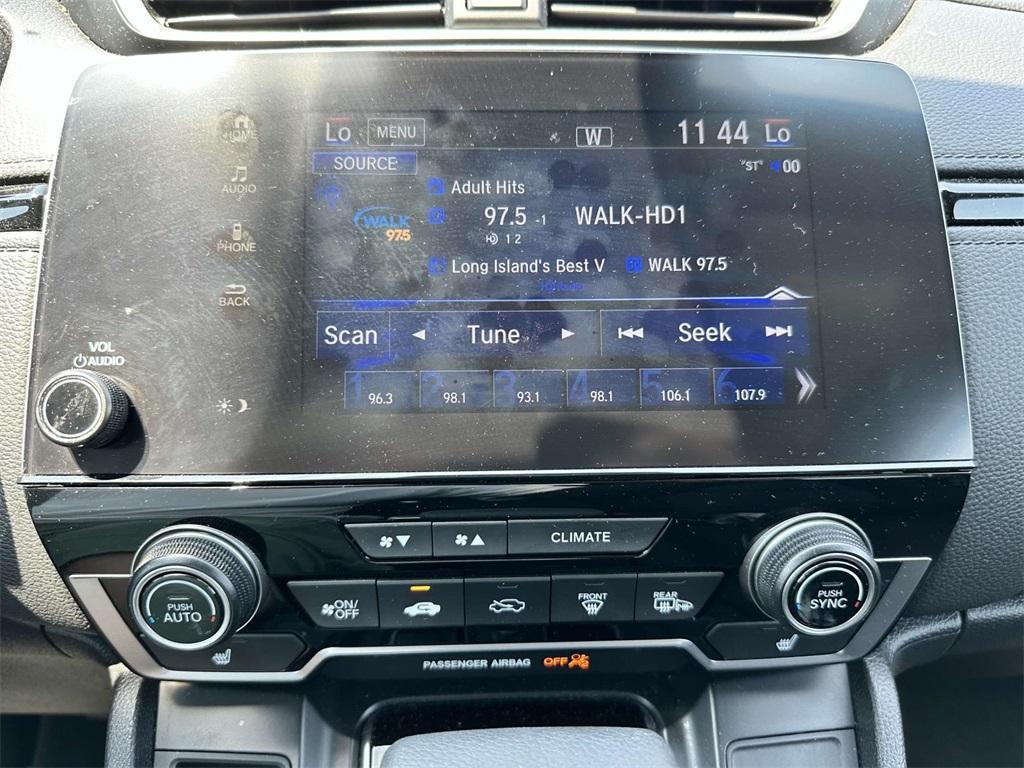 Lo MENU W 11 44 Lo
HOME
SOURCE "ST" 00
AUDIO
Adult Hits
WALK 97.5
97.5 -1 WALK-HD1
1 2
PHONE
Long Island's Best V WALK 97.5
BACK
Scan Tune Seek
VOL
AUDIO
1 2 3 4 5 6
96.3 98.1 93.1 98.1 106.1 107.9
CLIMATE
PUSH AUTO
ON/OFF
FRONT
REAR
PUSH SYNC
PASSENGER AIRBAG OFF